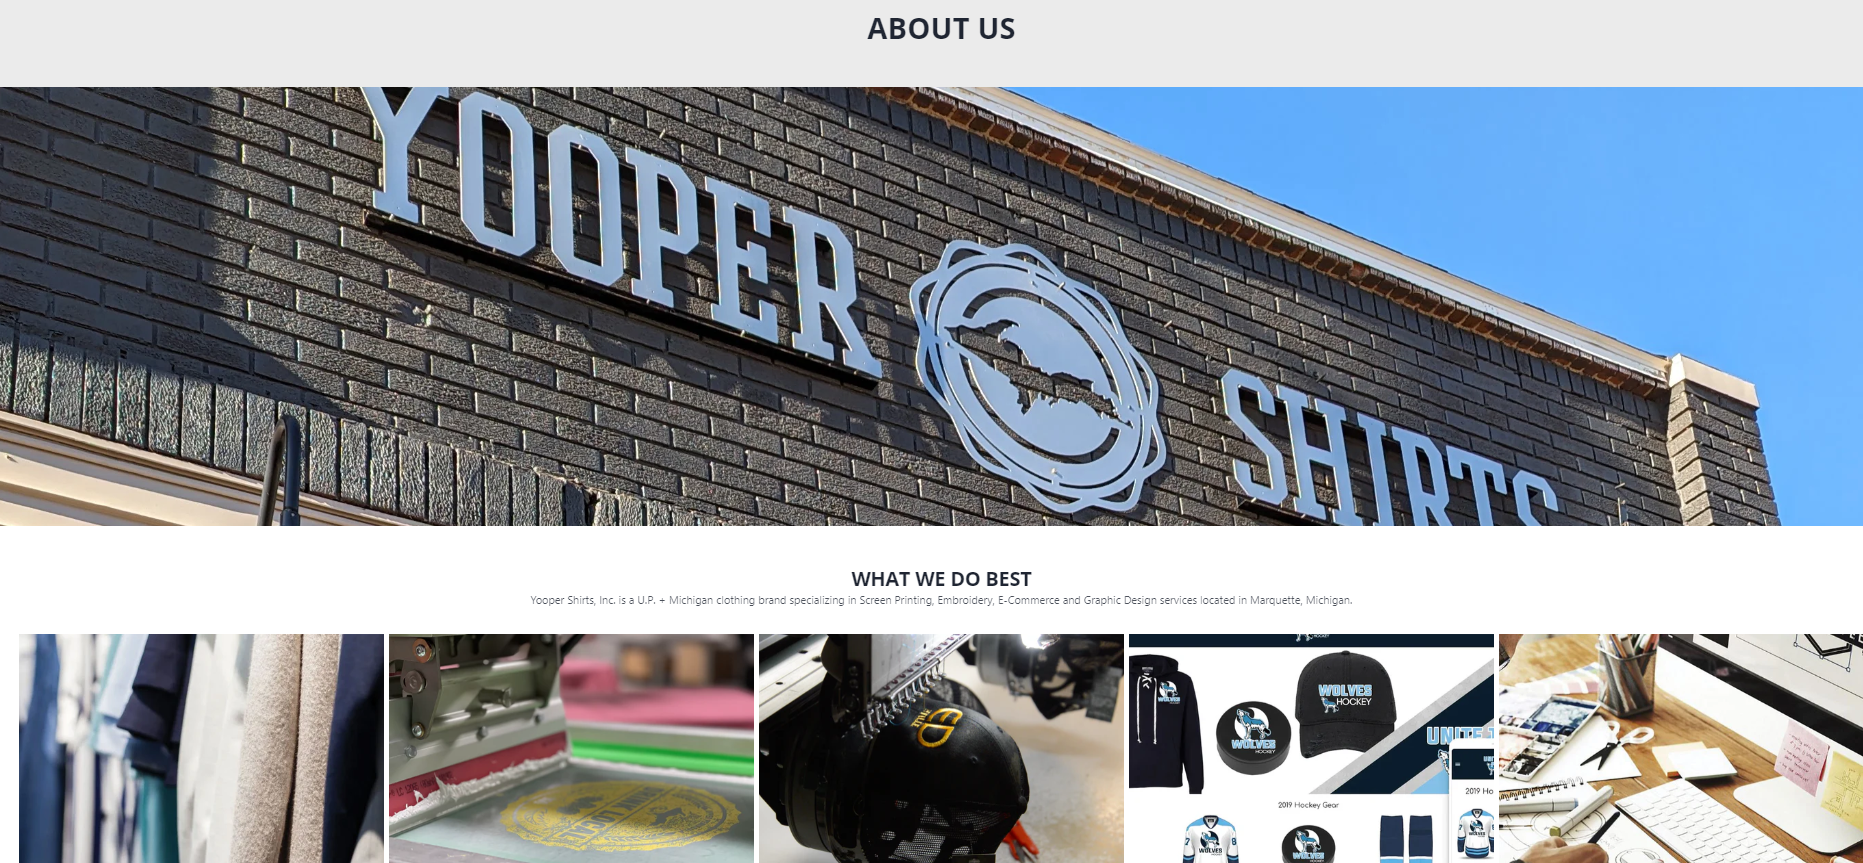 ABOUT US
YOOPER
SHIRTS
WHAT WE DO BEST
Yooper Shirts, Inc. is a U.P. + Michigan clothing brand specializing in Screen Printing, Embroidery, E-Commerce and Graphic Design services located in Marquette, Michigan.
HOCKEY
WOLVES
HOCKEY
WOLVES
HOCKEY
UNITE
2019 Hockey Gear
2019 Ho
WOLVES
WOLVES